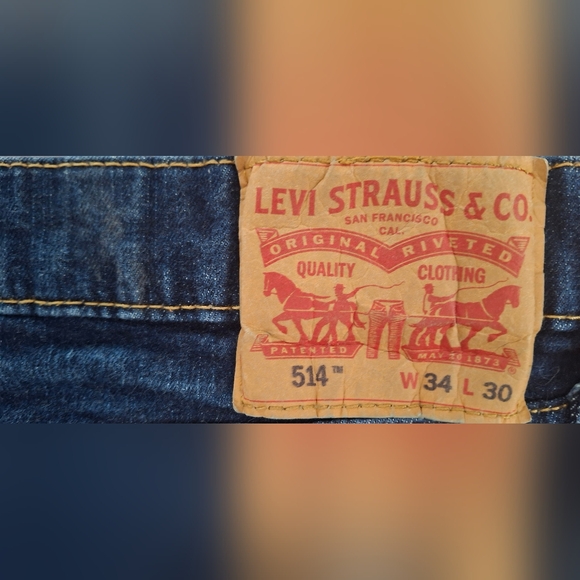 LEVI STRAUSS & CO.
SAN FRANCISCO
CAL.
ORIGINAL RIVETED
QUALITY CLOTHING
PATENTED MAY 20 1873 ®
514™ W 34 L 30